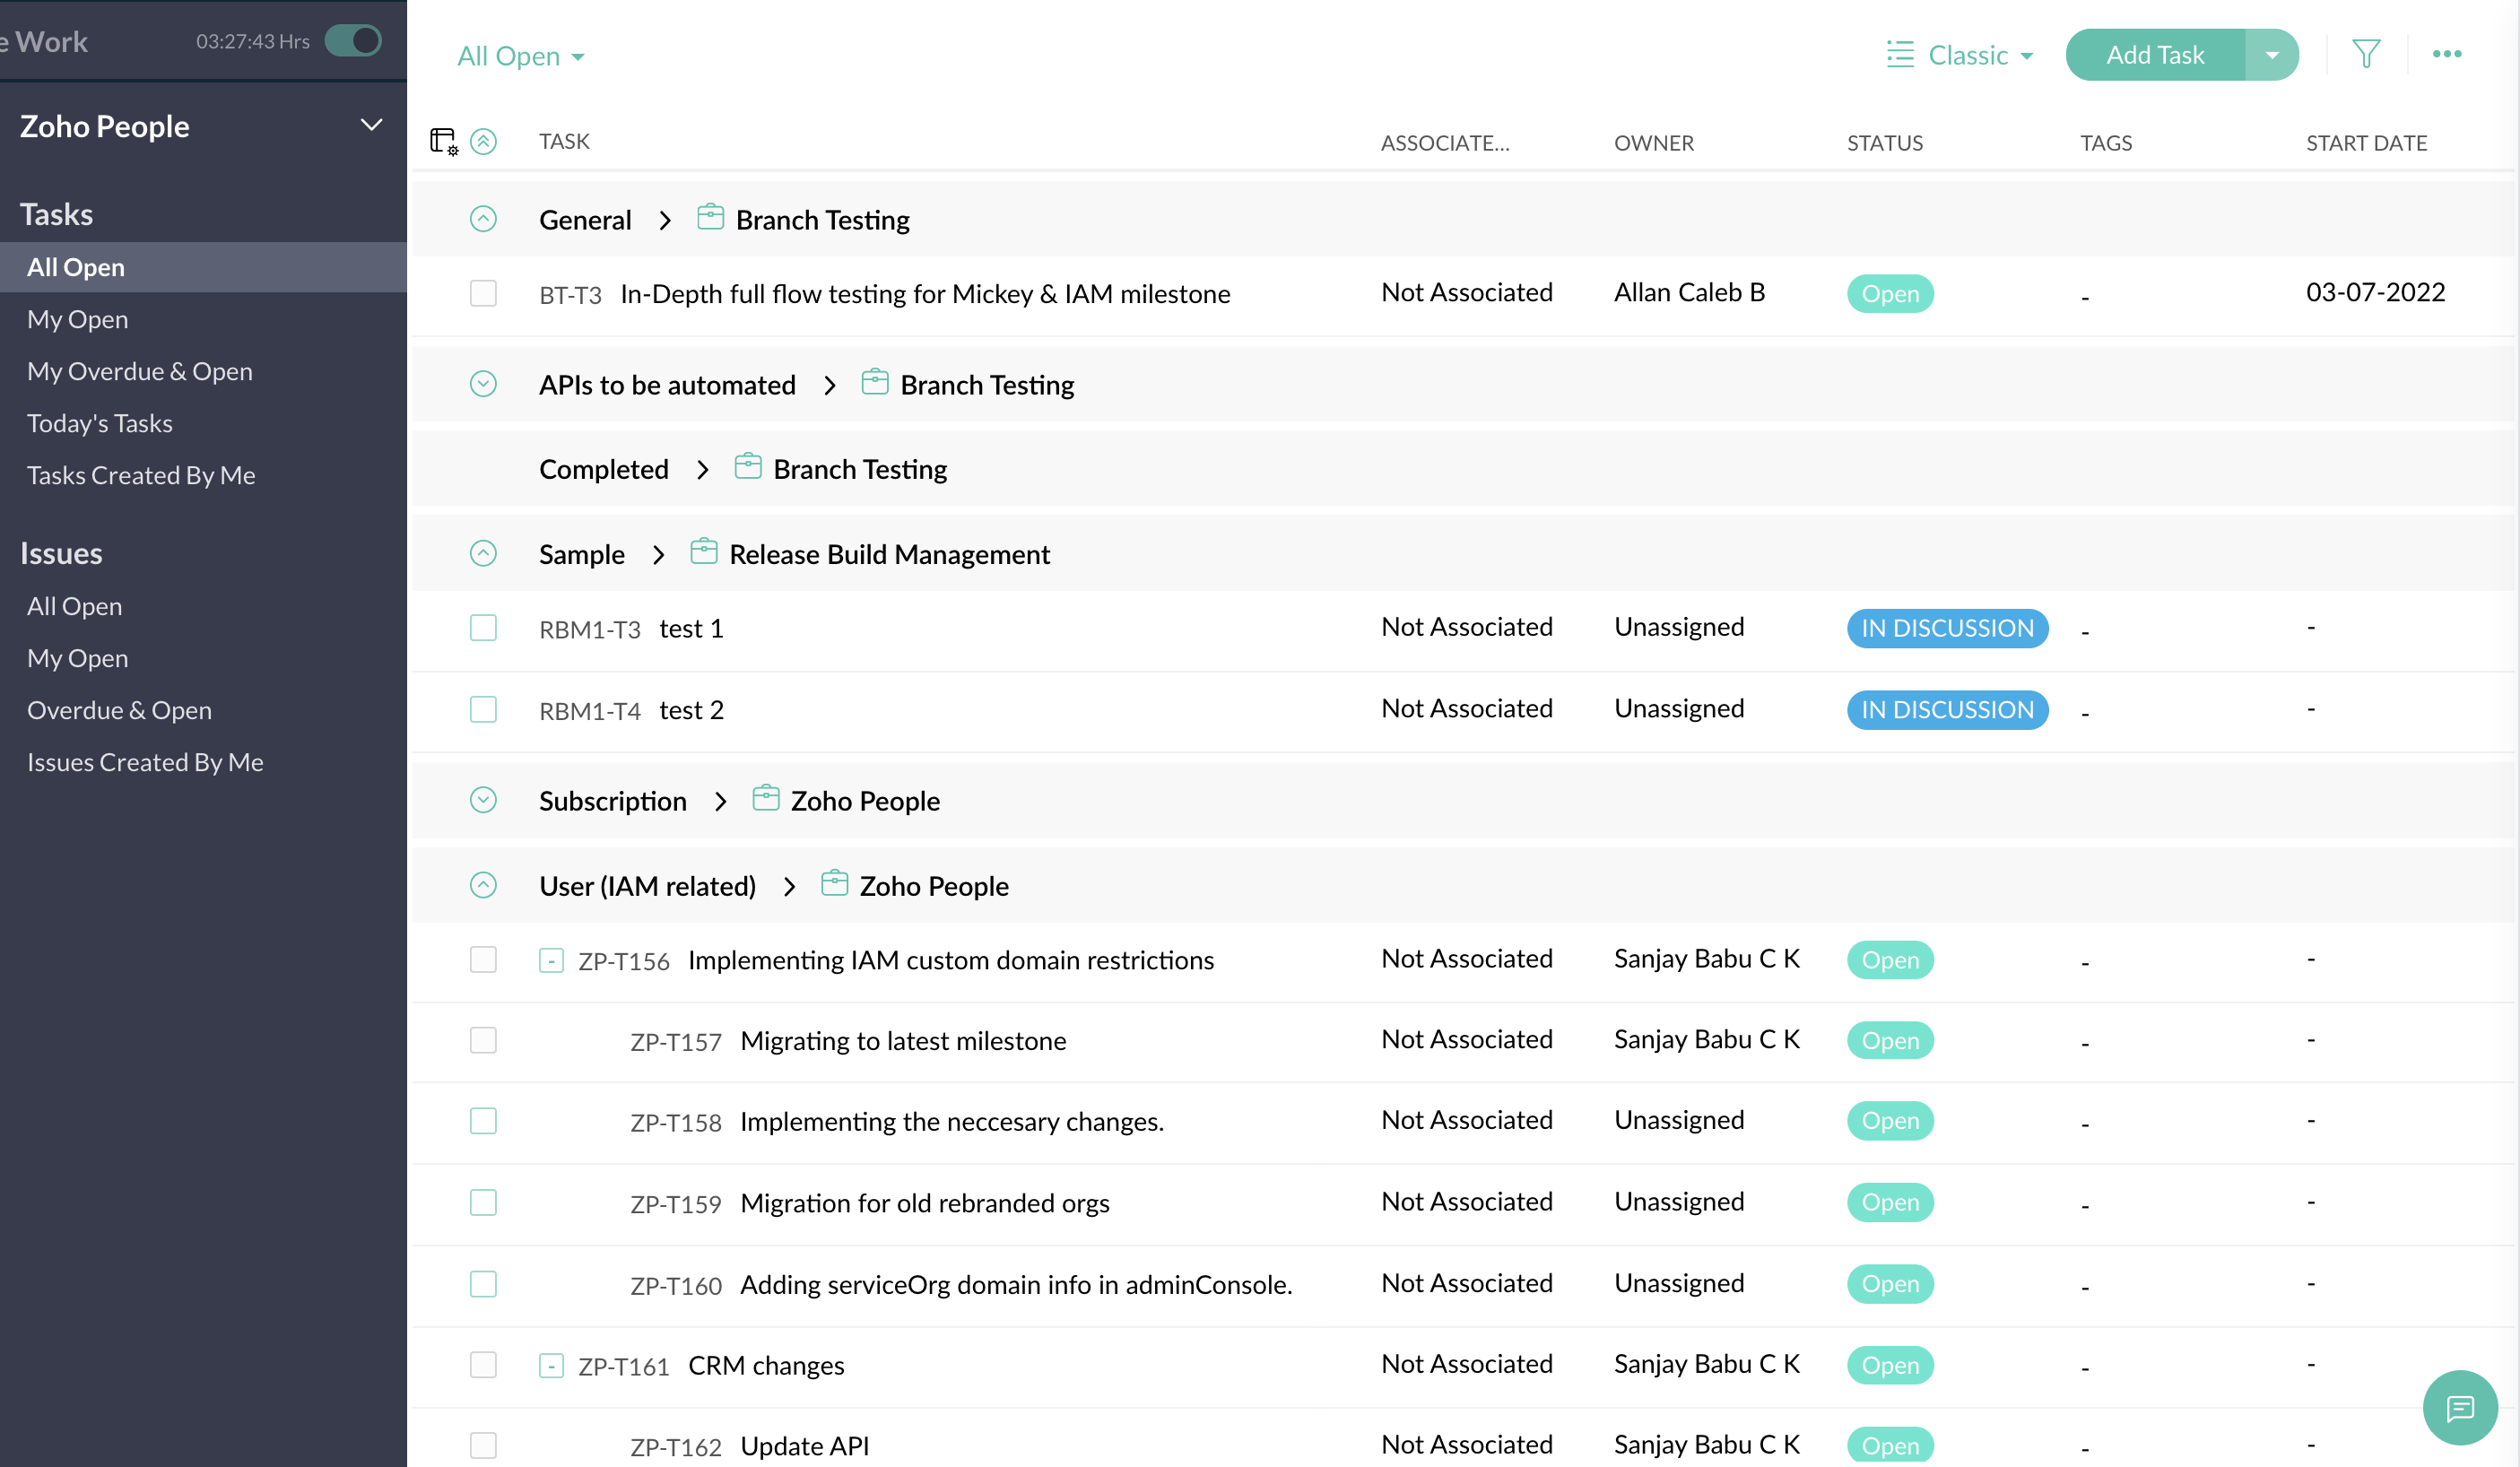 e Work 03:27:43 Hrs
Zoho People
Tasks
All Open
My Open
My Overdue & Open
Today's Tasks
Tasks Created By Me
Issues
All Open
My Open
Overdue & Open
Issues Created By Me
All Open Classic Add Task
TASK ASSOCIATE... OWNER STATUS TAGS START DATE
General > Branch Testing
BT-T3 In-Depth full flow testing for Mickey & IAM milestone Not Associated Allan Caleb B Open - 03-07-2022
APIs to be automated > Branch Testing
Completed > Branch Testing
Sample > Release Build Management
RBM1-T3 test 1 Not Associated Unassigned IN DISCUSSION - -
RBM1-T4 test 2 Not Associated Unassigned IN DISCUSSION - -
Subscription > Zoho People
User (IAM related) > Zoho People
- ZP-T156 Implementing IAM custom domain restrictions Not Associated Sanjay Babu C K Open - -
ZP-T157 Migrating to latest milestone Not Associated Sanjay Babu C K Open - -
ZP-T158 Implementing the neccesary changes. Not Associated Unassigned Open - -
ZP-T159 Migration for old rebranded orgs Not Associated Unassigned Open - -
ZP-T160 Adding serviceOrg domain info in adminConsole. Not Associated Unassigned Open - -
- ZP-T161 CRM changes Not Associated Sanjay Babu C K Open - -
ZP-T162 Update API Not Associated Sanjay Babu C K Open - -